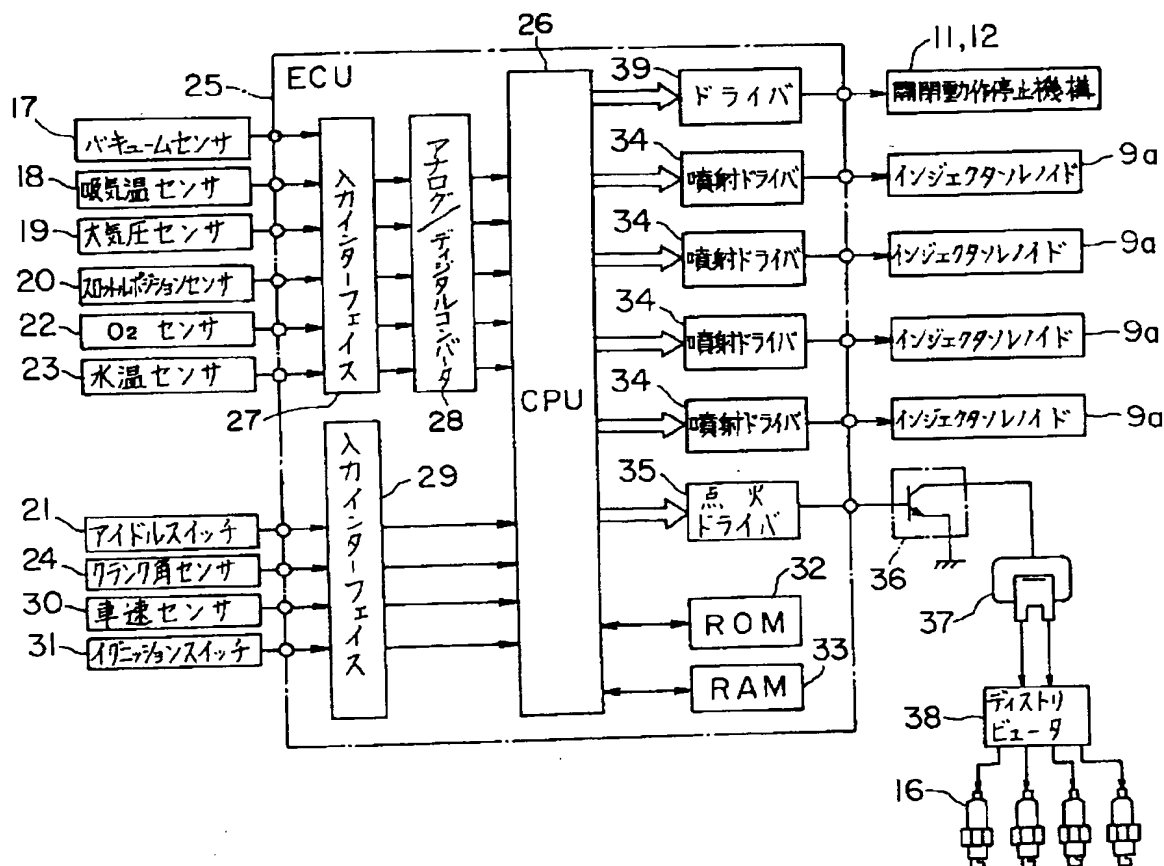 26
11,12
ECU
39
25
ドライバ
開閉動作停止機構
17
バキュームセンサ
34
9a
18
吸気温センサ
噴射ドライバ
インジェクタソレノイド
19
大気圧センサ
34
9a
噴射ドライバ
インジェクタソレノイド
20
スロットルポジションセンサ
入力インターフェイス
アナログ/ディジタルコンバータ
34
9a
22
O2 センサ
噴射ドライバ
インジェクタソレノイド
23
水温センサ
CPU
34
9a
27
28
噴射ドライバ
インジェクタソレノイド
29
35
21
アイドルスイッチ
点火
ドライバ
36
24
クランク角センサ
入力インターフェイス
32
37
30
車速センサ
ROM
31
イグニッションスイッチ
33
RAM
38
ディストリ
ビュータ
16